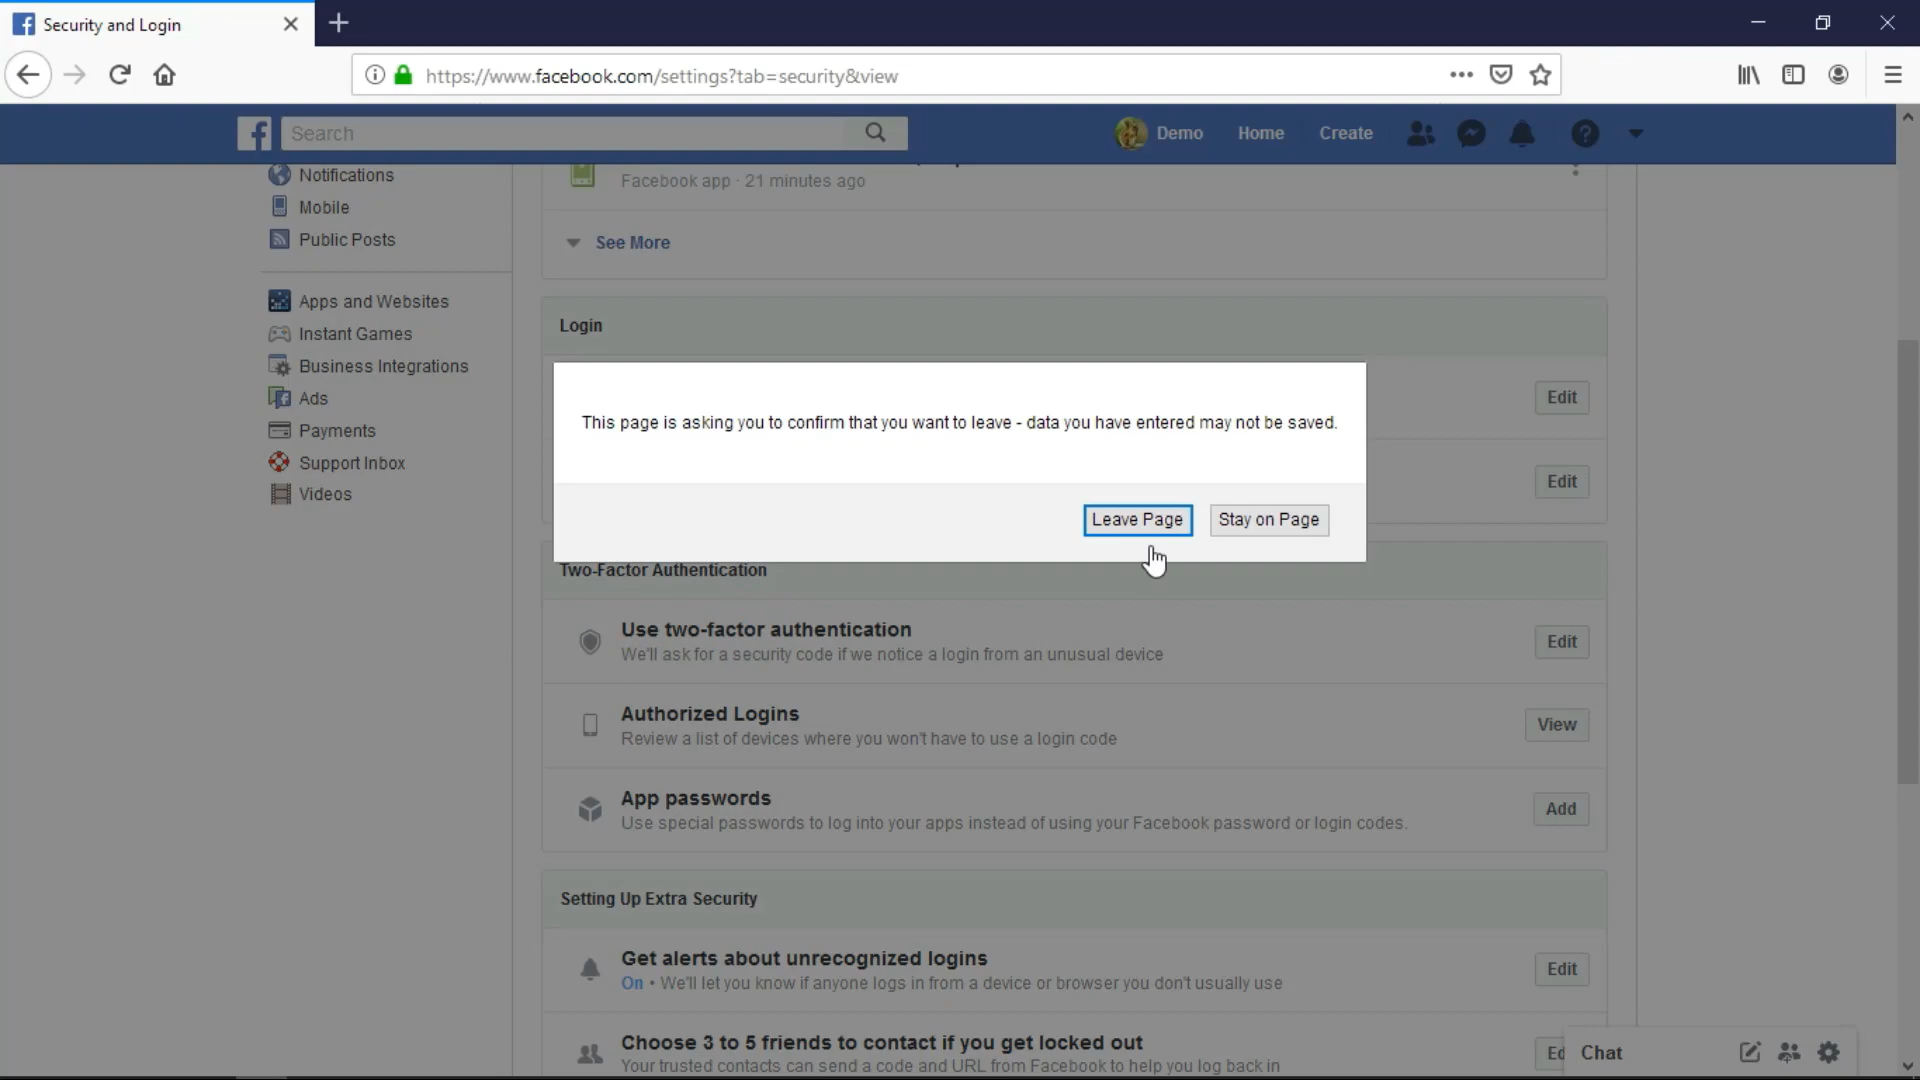 Security and Login
https://www.facebook.com/settings?tab=security&view
Search
Demo
Home
Create
Notifications
Mobile
Public Posts
Apps and Websites
Instant Games
Business Integrations
Ads
Payments
Support Inbox
Videos
Facebook app · 21 minutes ago
See More
Login
Edit
Edit
This page is asking you to confirm that you want to leave - data you have entered may not be saved.
Leave Page
Stay on Page
Two-Factor Authentication
Use two-factor authentication
We'll ask for a security code if we notice a login from an unusual device
Edit
Authorized Logins
Review a list of devices where you won't have to use a login code
View
App passwords
Use special passwords to log into your apps instead of using your Facebook password or login codes.
Add
Setting Up Extra Security
Get alerts about unrecognized logins
On • We'll let you know if anyone logs in from a device or browser you don't usually use
Edit
Choose 3 to 5 friends to contact if you get locked out
Your trusted contacts can send a code and URL from Facebook to help you log back in
Chat